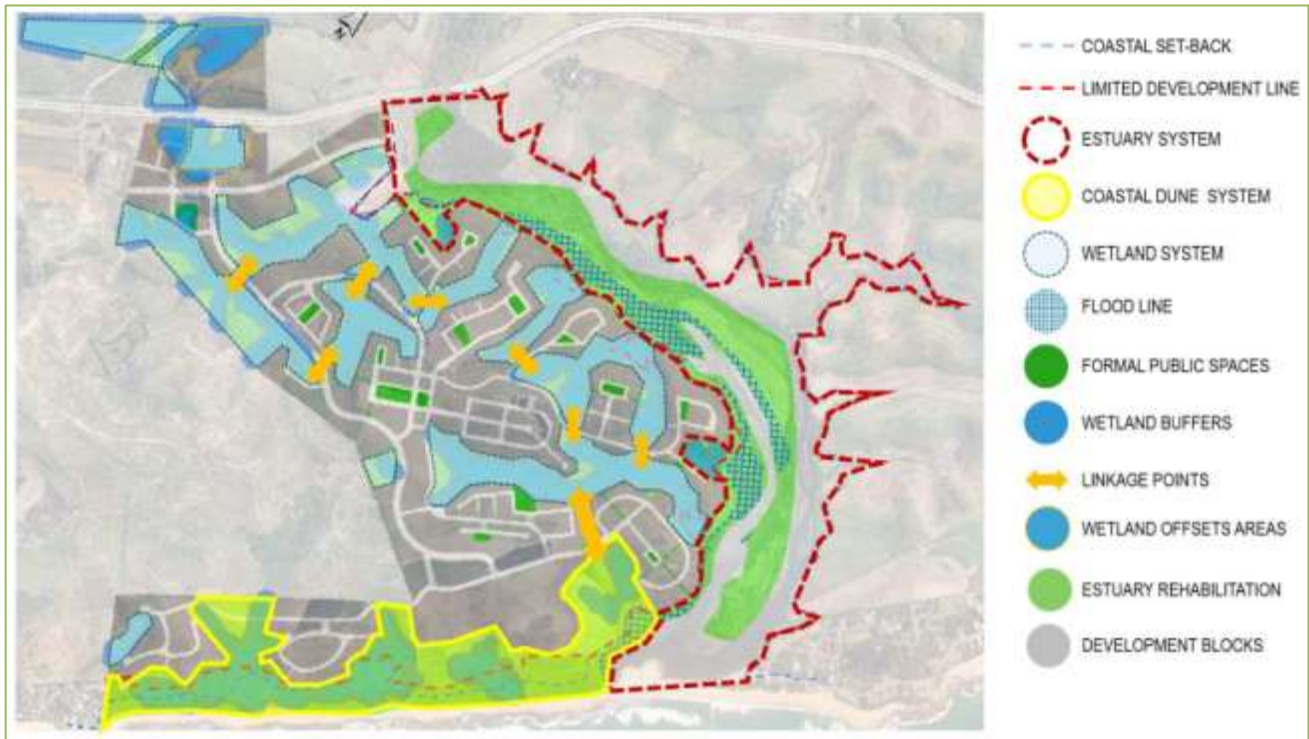 N
COASTAL SET-BACK
LIMITED DEVELOPMENT LINE
ESTUARY SYSTEM
COASTAL DUNE SYSTEM
WETLAND SYSTEM
FLOOD LINE
FORMAL PUBLIC SPACES
WETLAND BUFFERS
LINKAGE POINTS
WETLAND OFFSETS AREAS
ESTUARY REHABILITATION
DEVELOPMENT BLOCKS